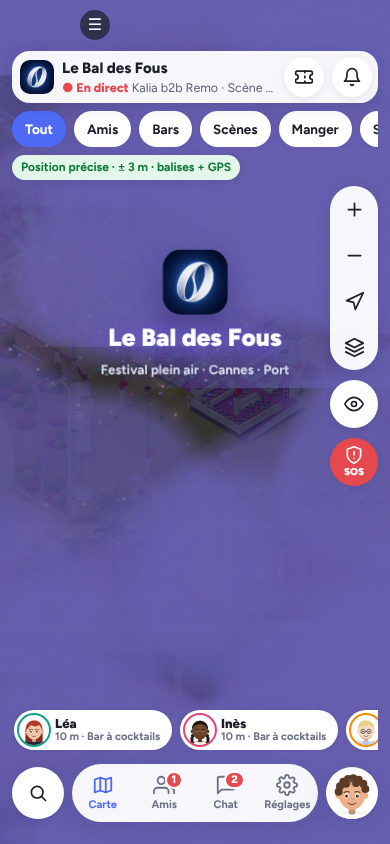 Le Bal des Fous
En direct Kalia b2b Remo · Scène ...
Tout
Amis
Bars
Scènes
Manger
S
Position précise · ± 3 m · balises + GPS
Le Bal des Fous
Festival plein air · Cannes · Port
SOS
Léa
10 m · Bar à cocktails
Inès
10 m · Bar à cocktails
1
2
Carte
Amis
Chat
Réglages